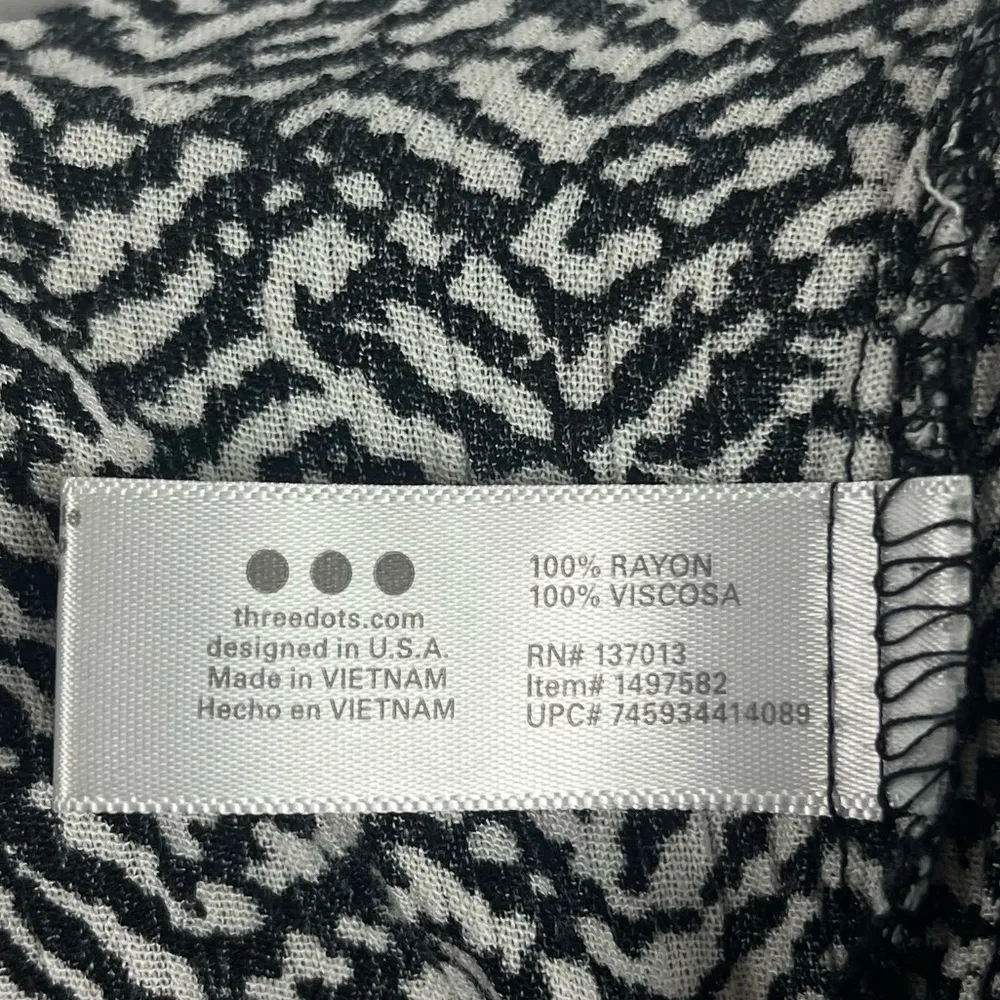 threedots.com
designed in U.S.A.
Made in VIETNAM
Hecho en VIETNAM
100% RAYON
100% VISCOSA
RN# 137013
Item# 1497582
UPC# 745934414089